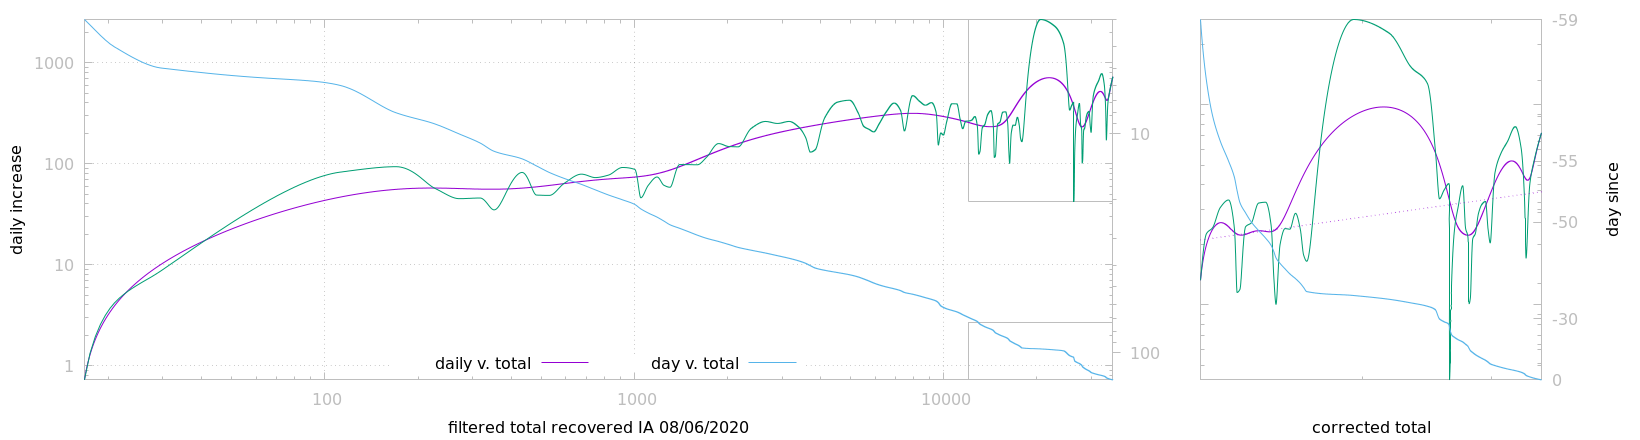 daily increase
1000
100
10
1
100
1000
10000
filtered total recovered IA 08/06/2020
daily v. total
day v. total
10
100
-59
-55
-50
-30
0
day since
corrected total